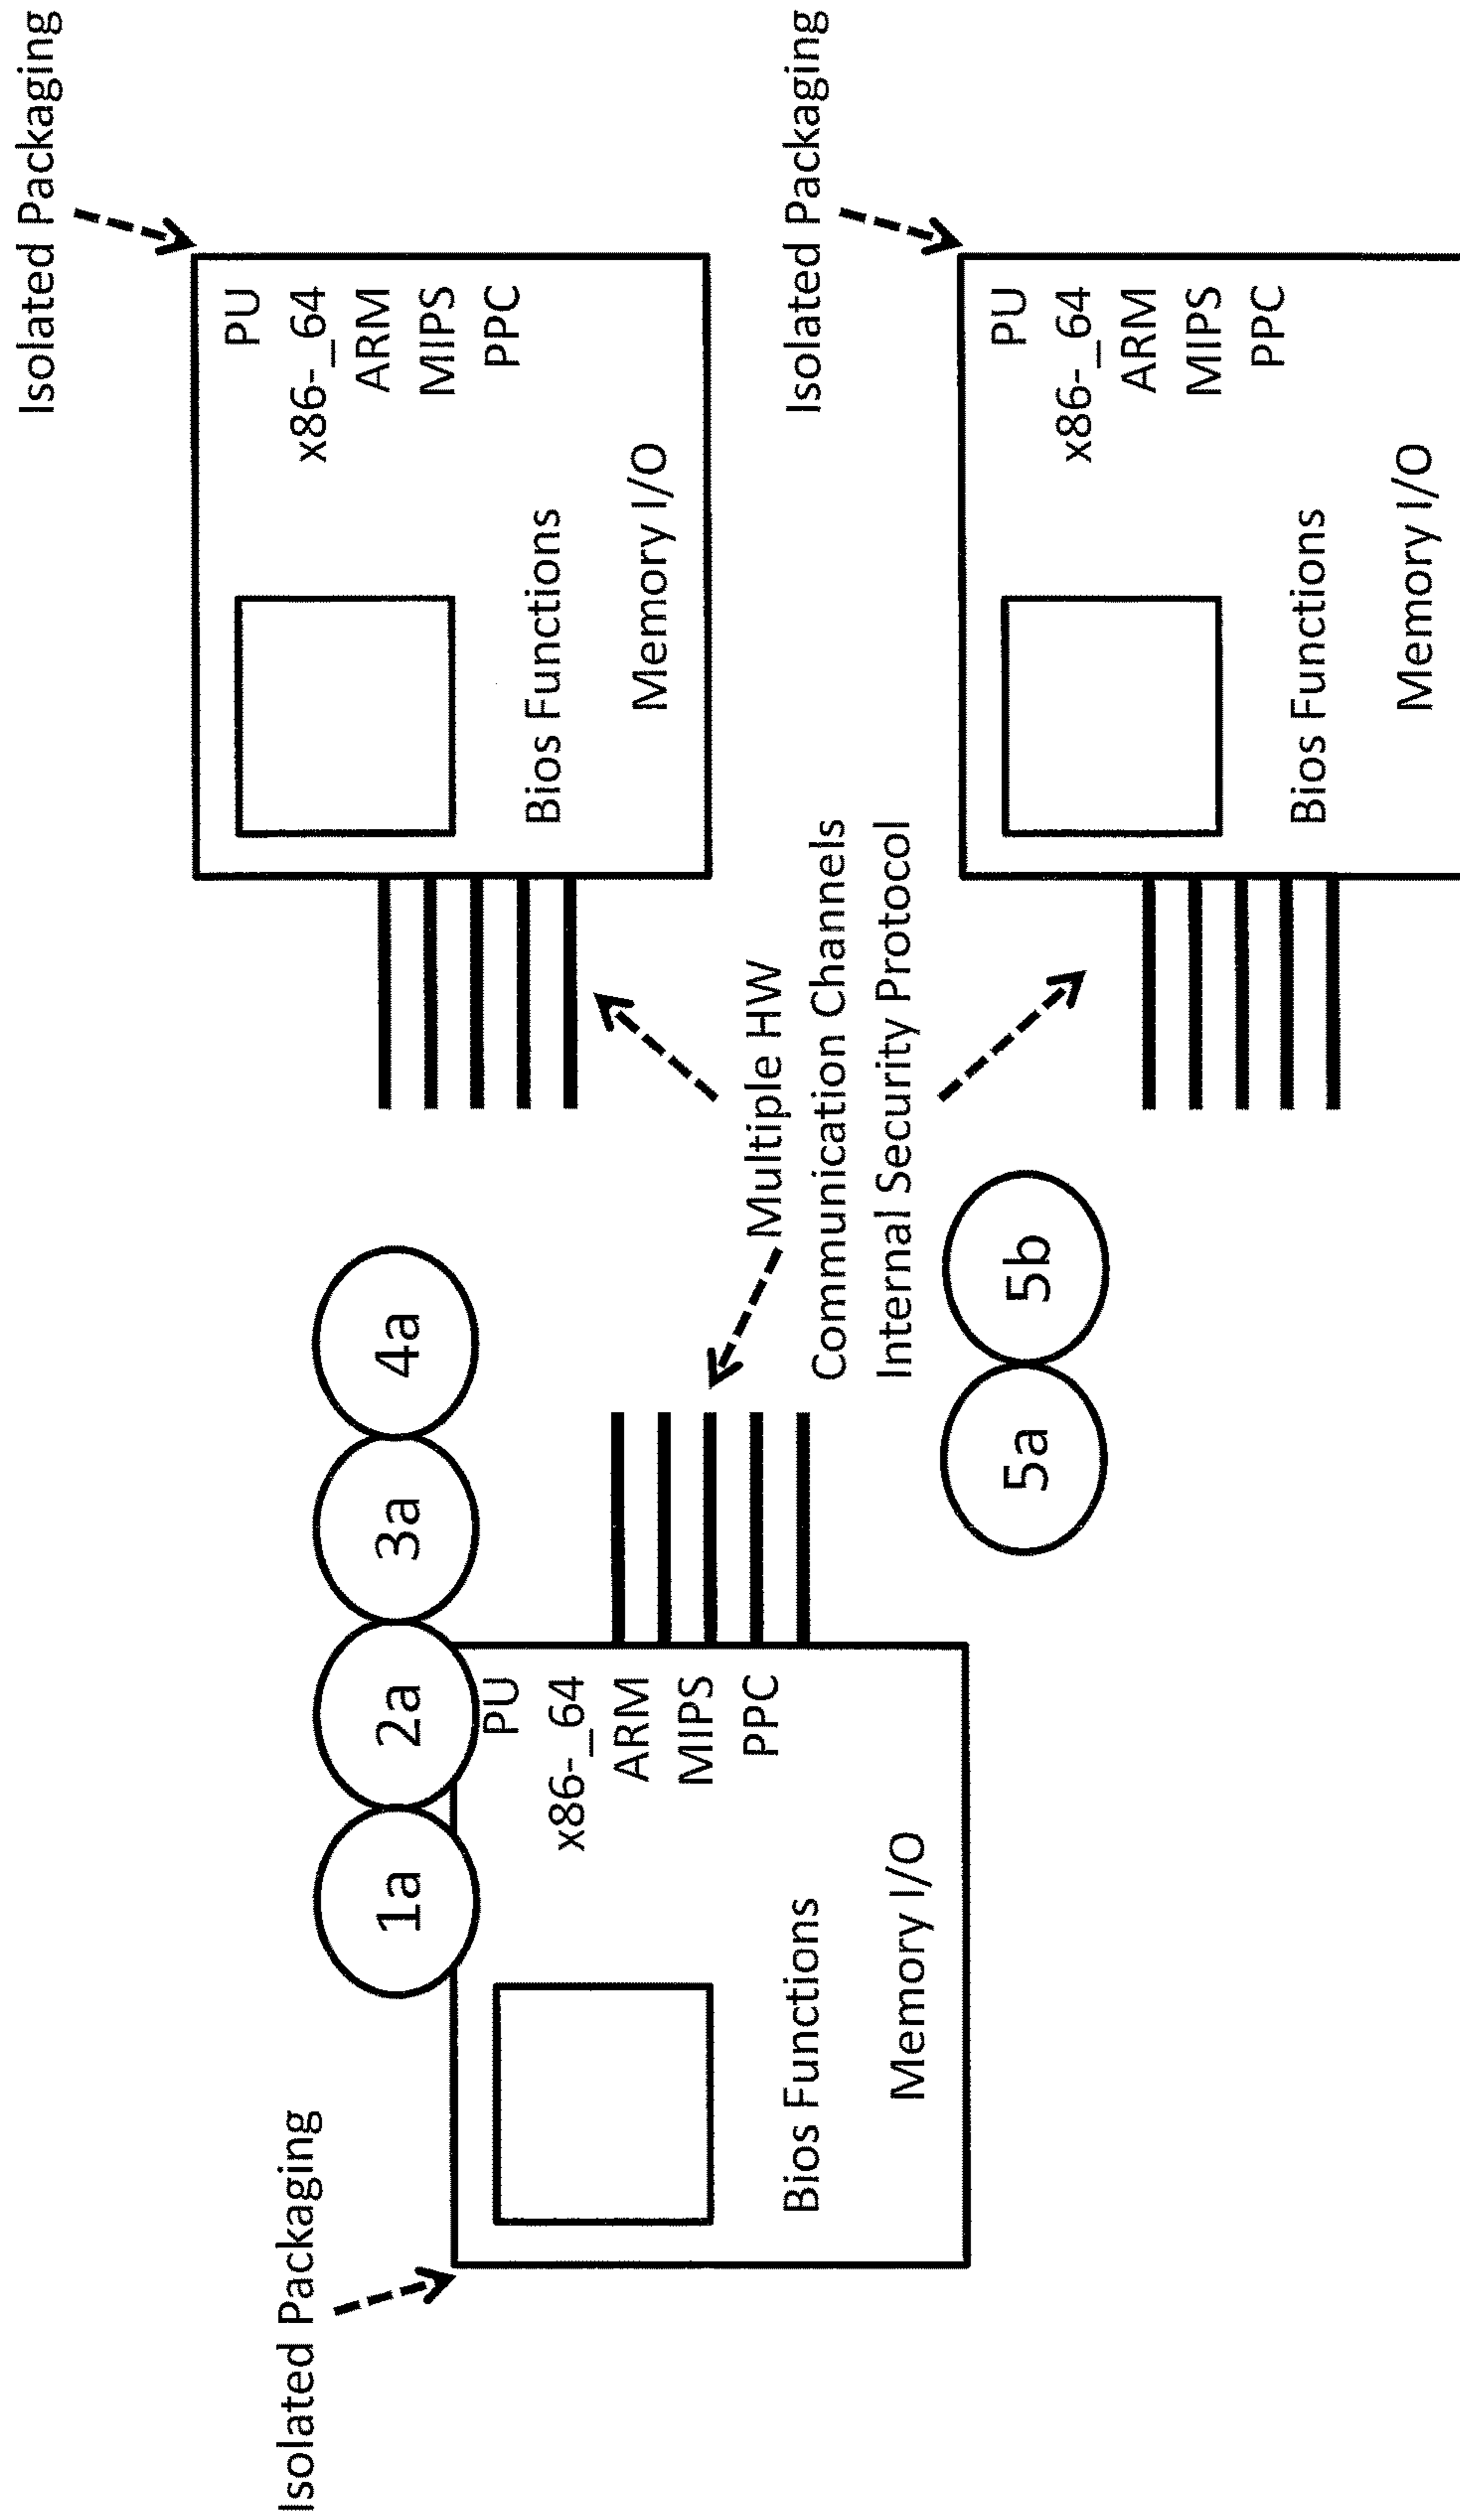 Isolated Packaging
1a
2a
3a
4a
PU
x86-_64
ARM
MIPS
PPC
Bios Functions
Memory I/O
Isolated Packaging
PU
x86-_64
ARM
MIPS
PPC
Bios Functions
Memory I/O
Multiple HW
Communication Channels
Internal Security Protocol
5a
5b
Isolated Packaging
PU
x86-_64
ARM
MIPS
PPC
Bios Functions
Memory I/O